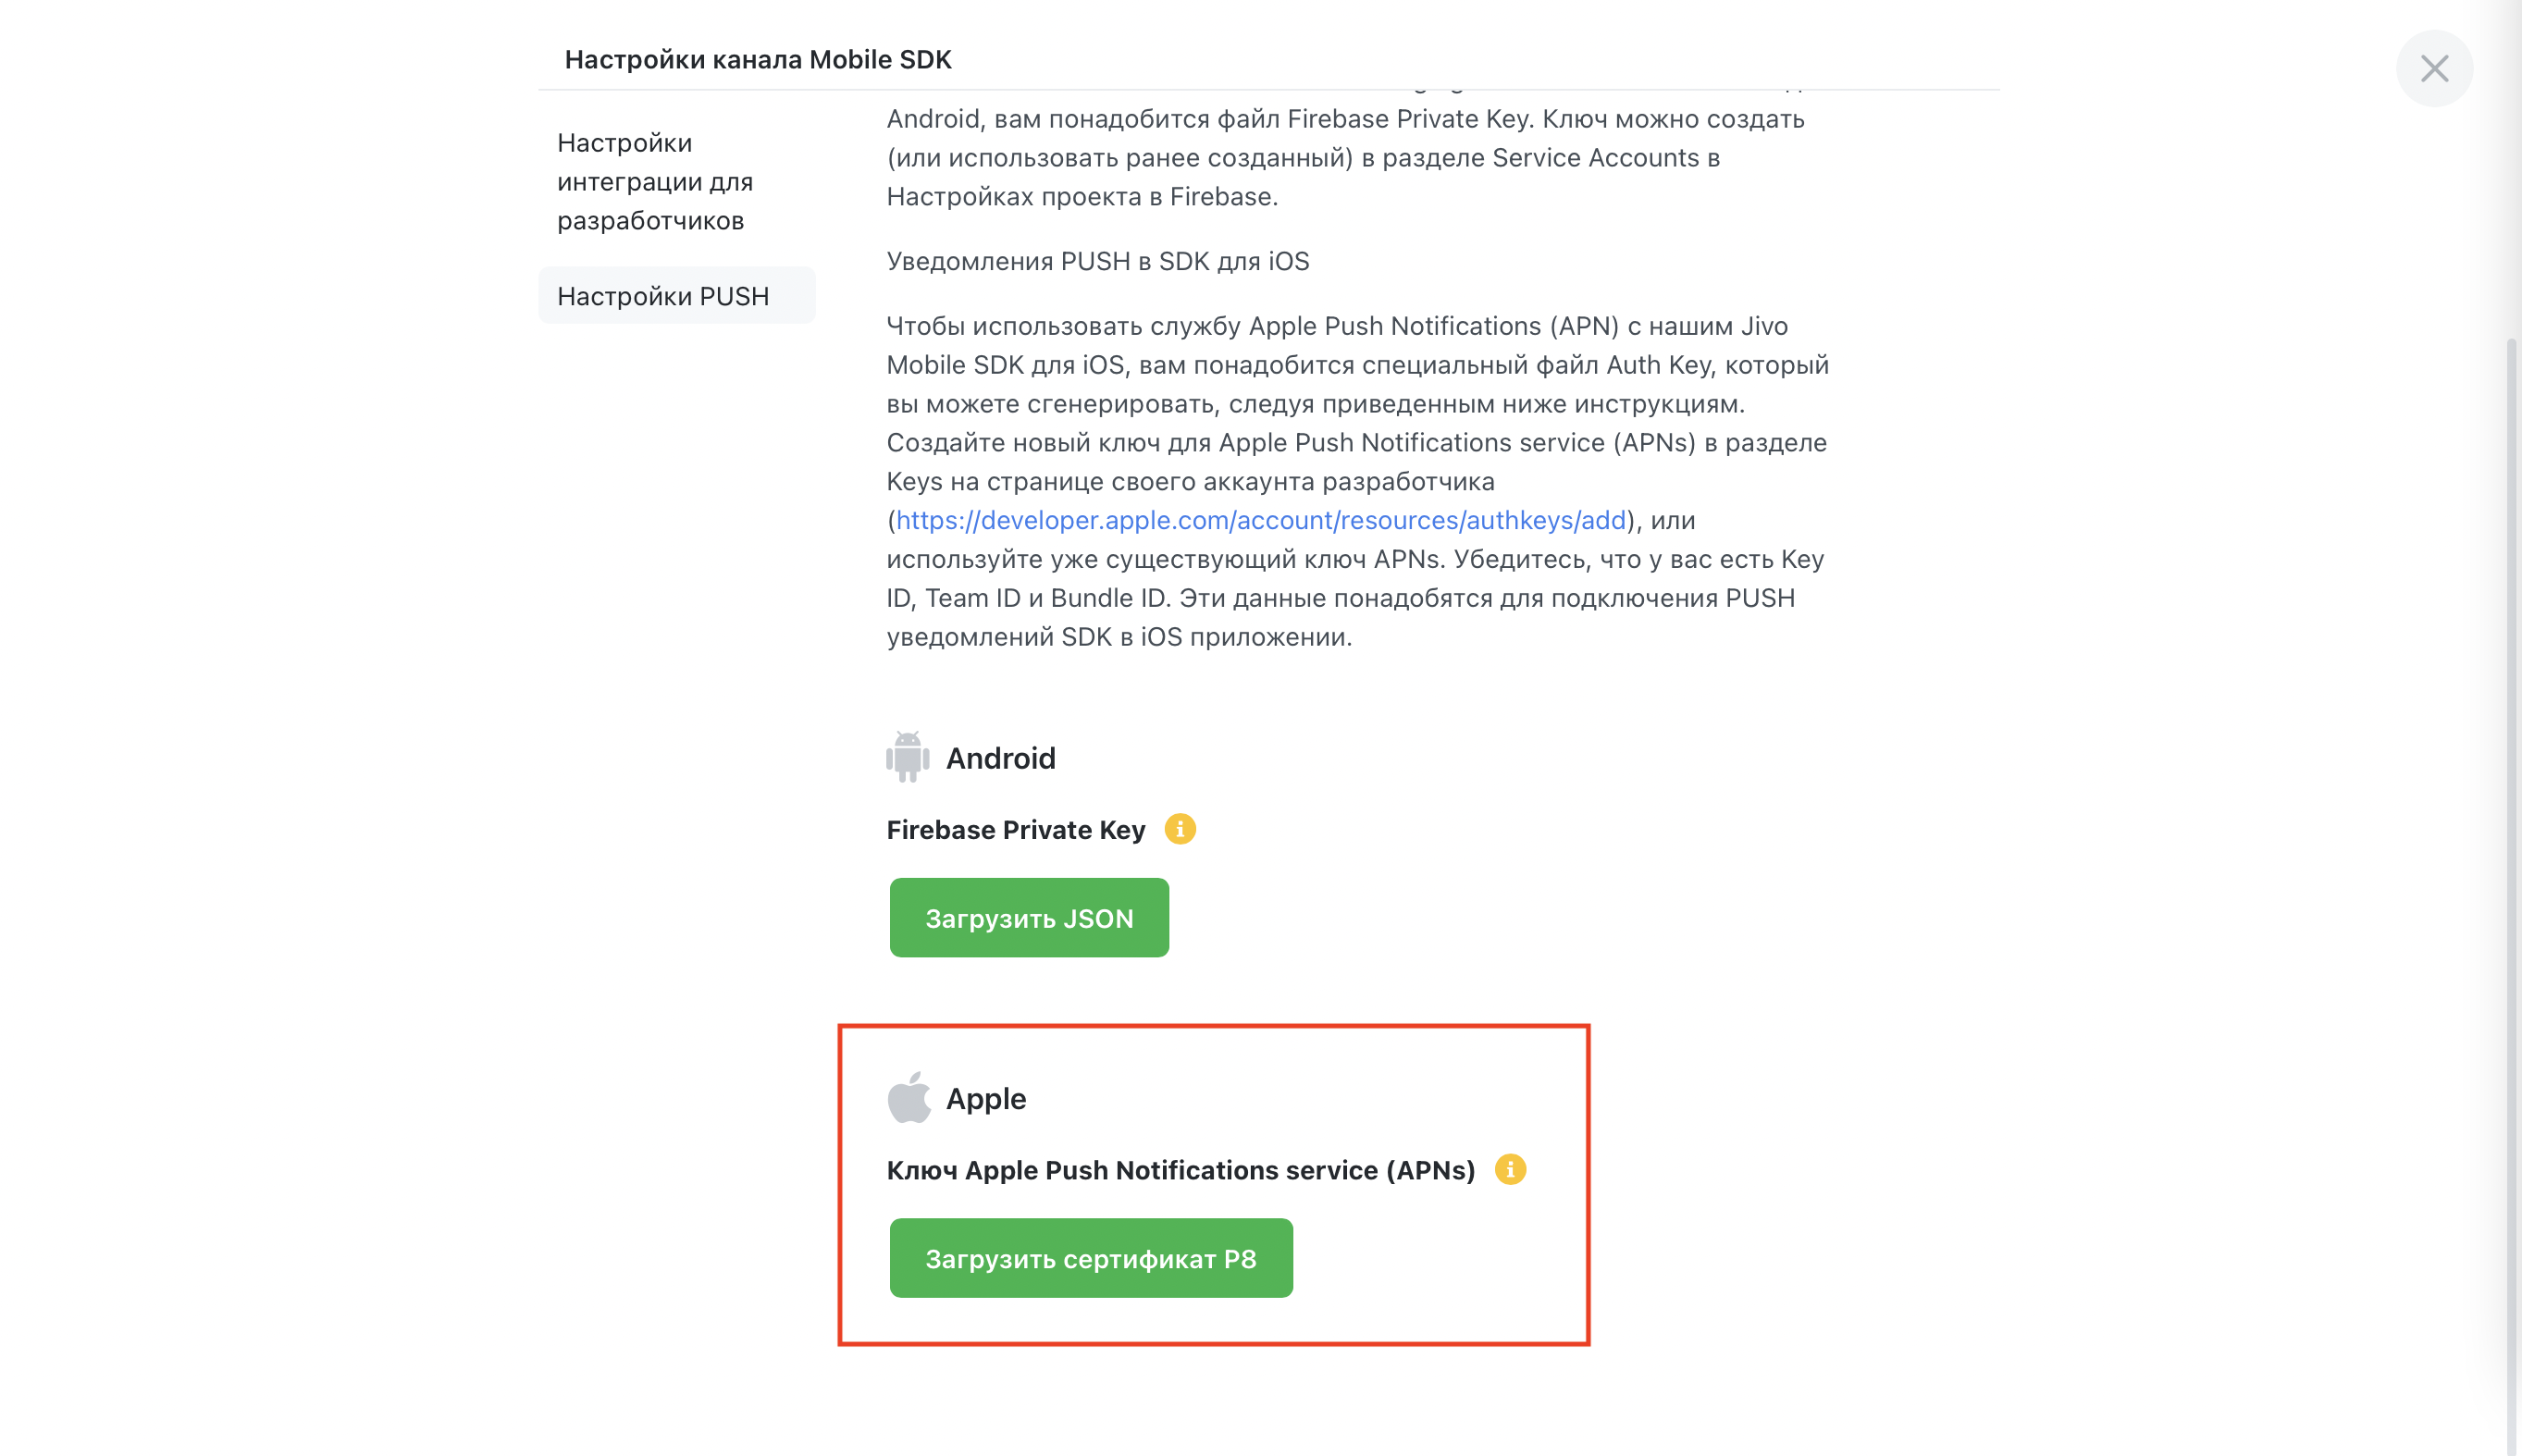 Настройки канала Mobile SDK
Настройки
интеграции для
разработчиков
Настройки PUSH
Android, вам понадобится файл Firebase Private Key. Ключ можно создать
(или использовать ранее созданный) в разделе Service Accounts в
Настройках проекта в Firebase.
Уведомления PUSH в SDK для iOS
Чтобы использовать службу Apple Push Notifications (APN) с нашим Jivo
Mobile SDK для iOS, вам понадобится специальный файл Auth Key, который
вы можете сгенерировать, следуя приведенным ниже инструкциям.
Создайте новый ключ для Apple Push Notifications service (APNs) в разделе
Keys на странице своего аккаунта разработчика
(https://developer.apple.com/account/resources/authkeys/add), или
используйте уже существующий ключ APNs. Убедитесь, что у вас есть Key
ID, Team ID и Bundle ID. Эти данные понадобятся для подключения PUSH
уведомлений SDK в iOS приложении.
Android
Firebase Private Key
Загрузить JSON
Apple
Ключ Apple Push Notifications service (APNs)
Загрузить сертификат P8